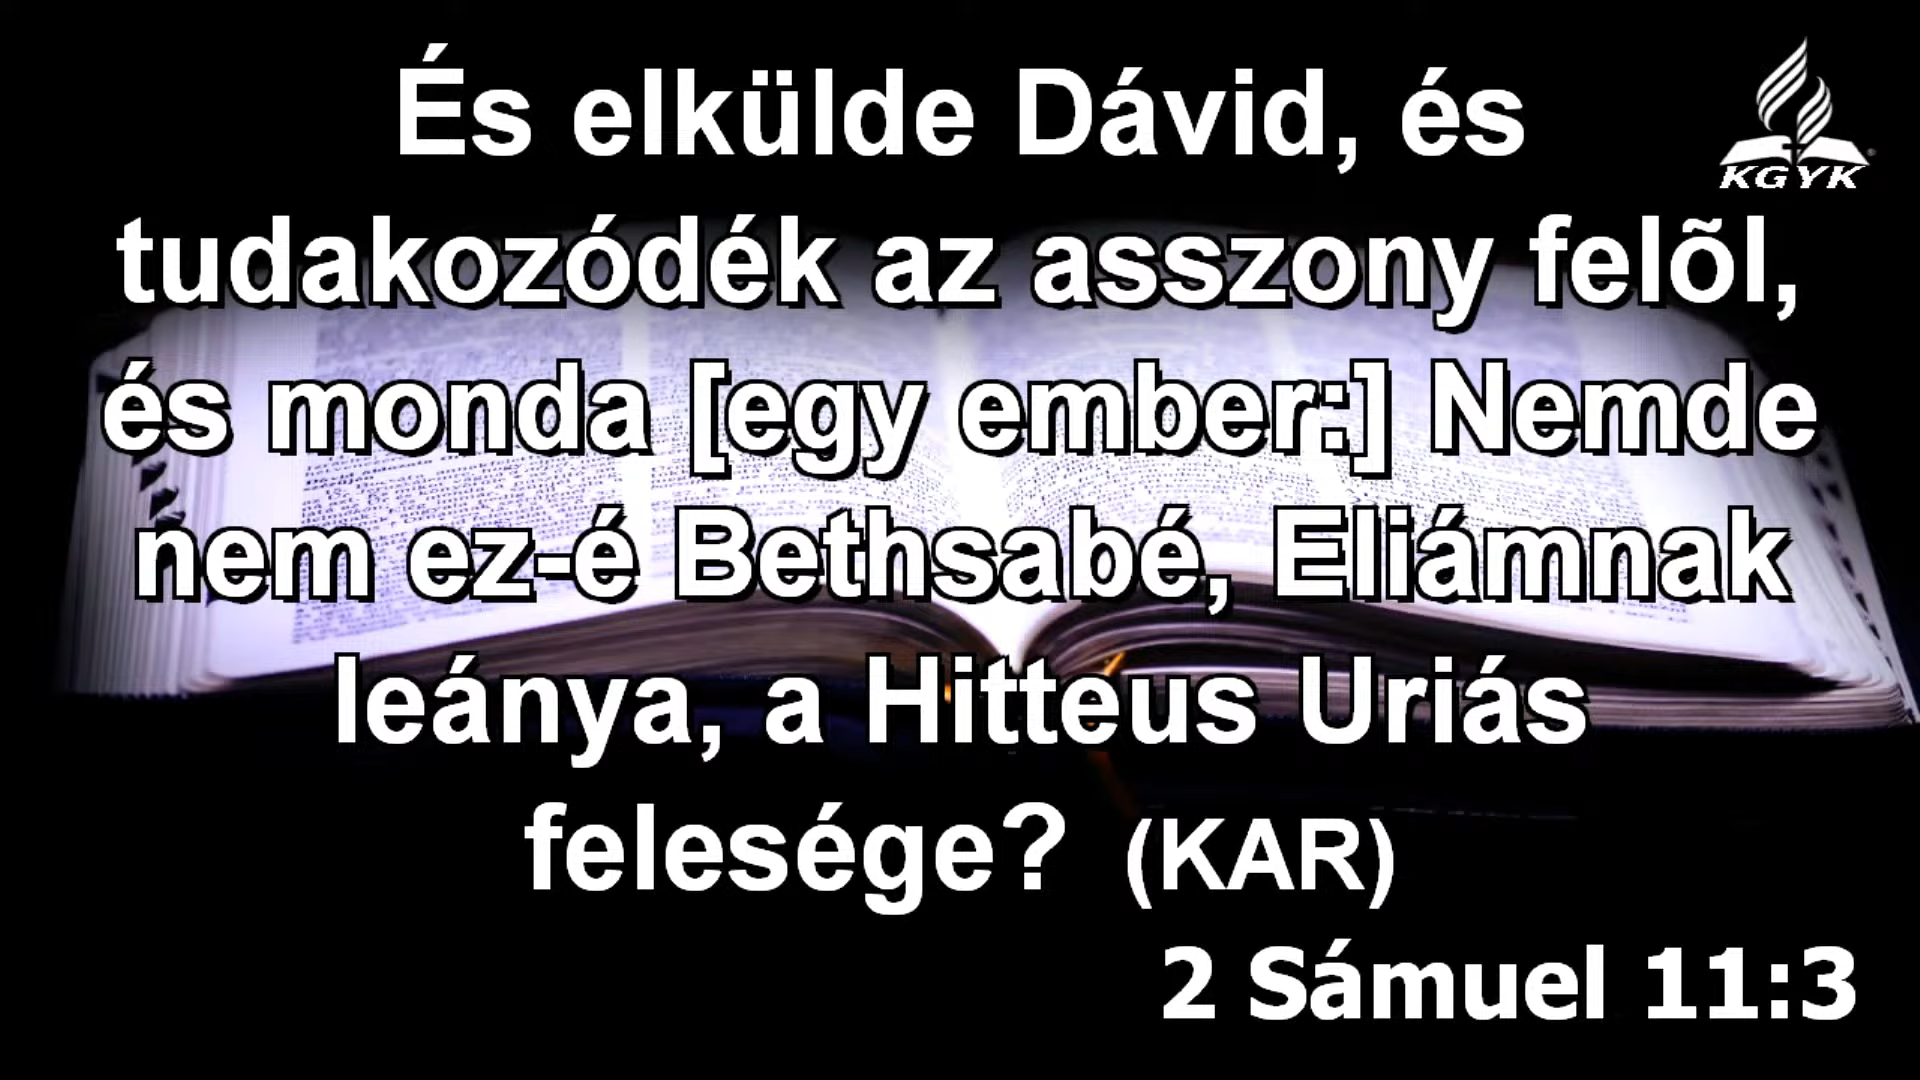 És elkülde Dávid, és
KGYK
tudakozódék az asszony felõl,
és monda [egy ember:] Nemde
nem ez-é Bethsabé, Eliámnak
leánya, a Hitteus Uriás
felesége? (KAR)
2 Sámuel 11:3